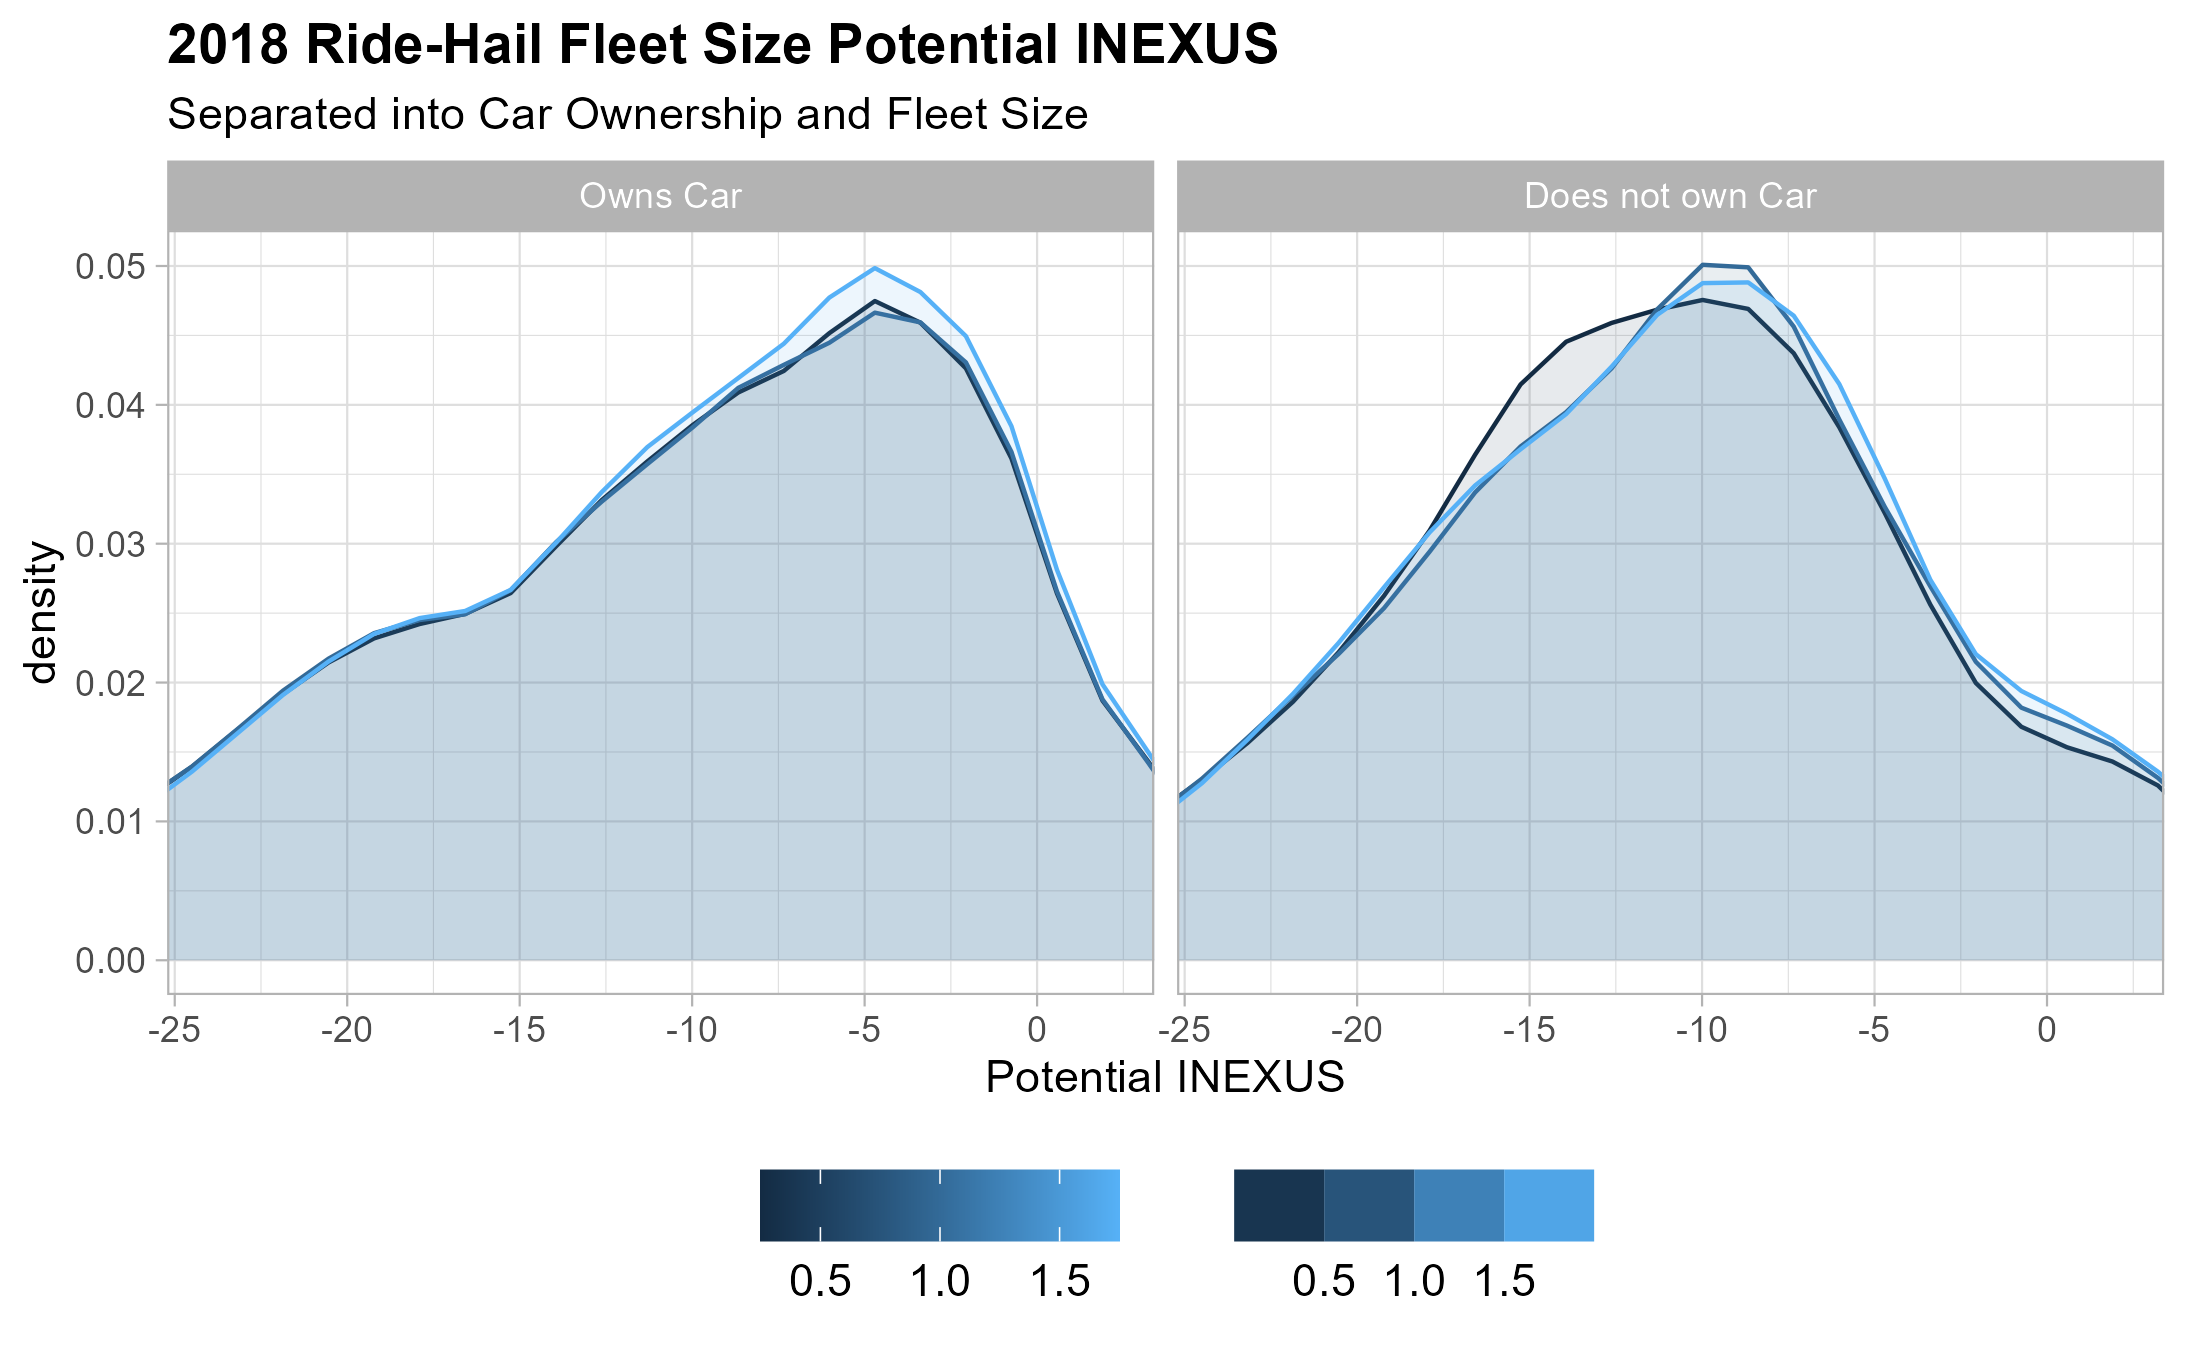 2018 Ride-Hail Fleet Size Potential INEXUS
Separated into Car Ownership and Fleet Size
Owns Car
Does not own Car
density
0.05
0.04
0.03
0.02
0.01
0.00
-25 -20 -15 -10 -5 0
-25 -20 -15 -10 -5 0
Potential INEXUS
0.5 1.0 1.5
0.5 1.0 1.5